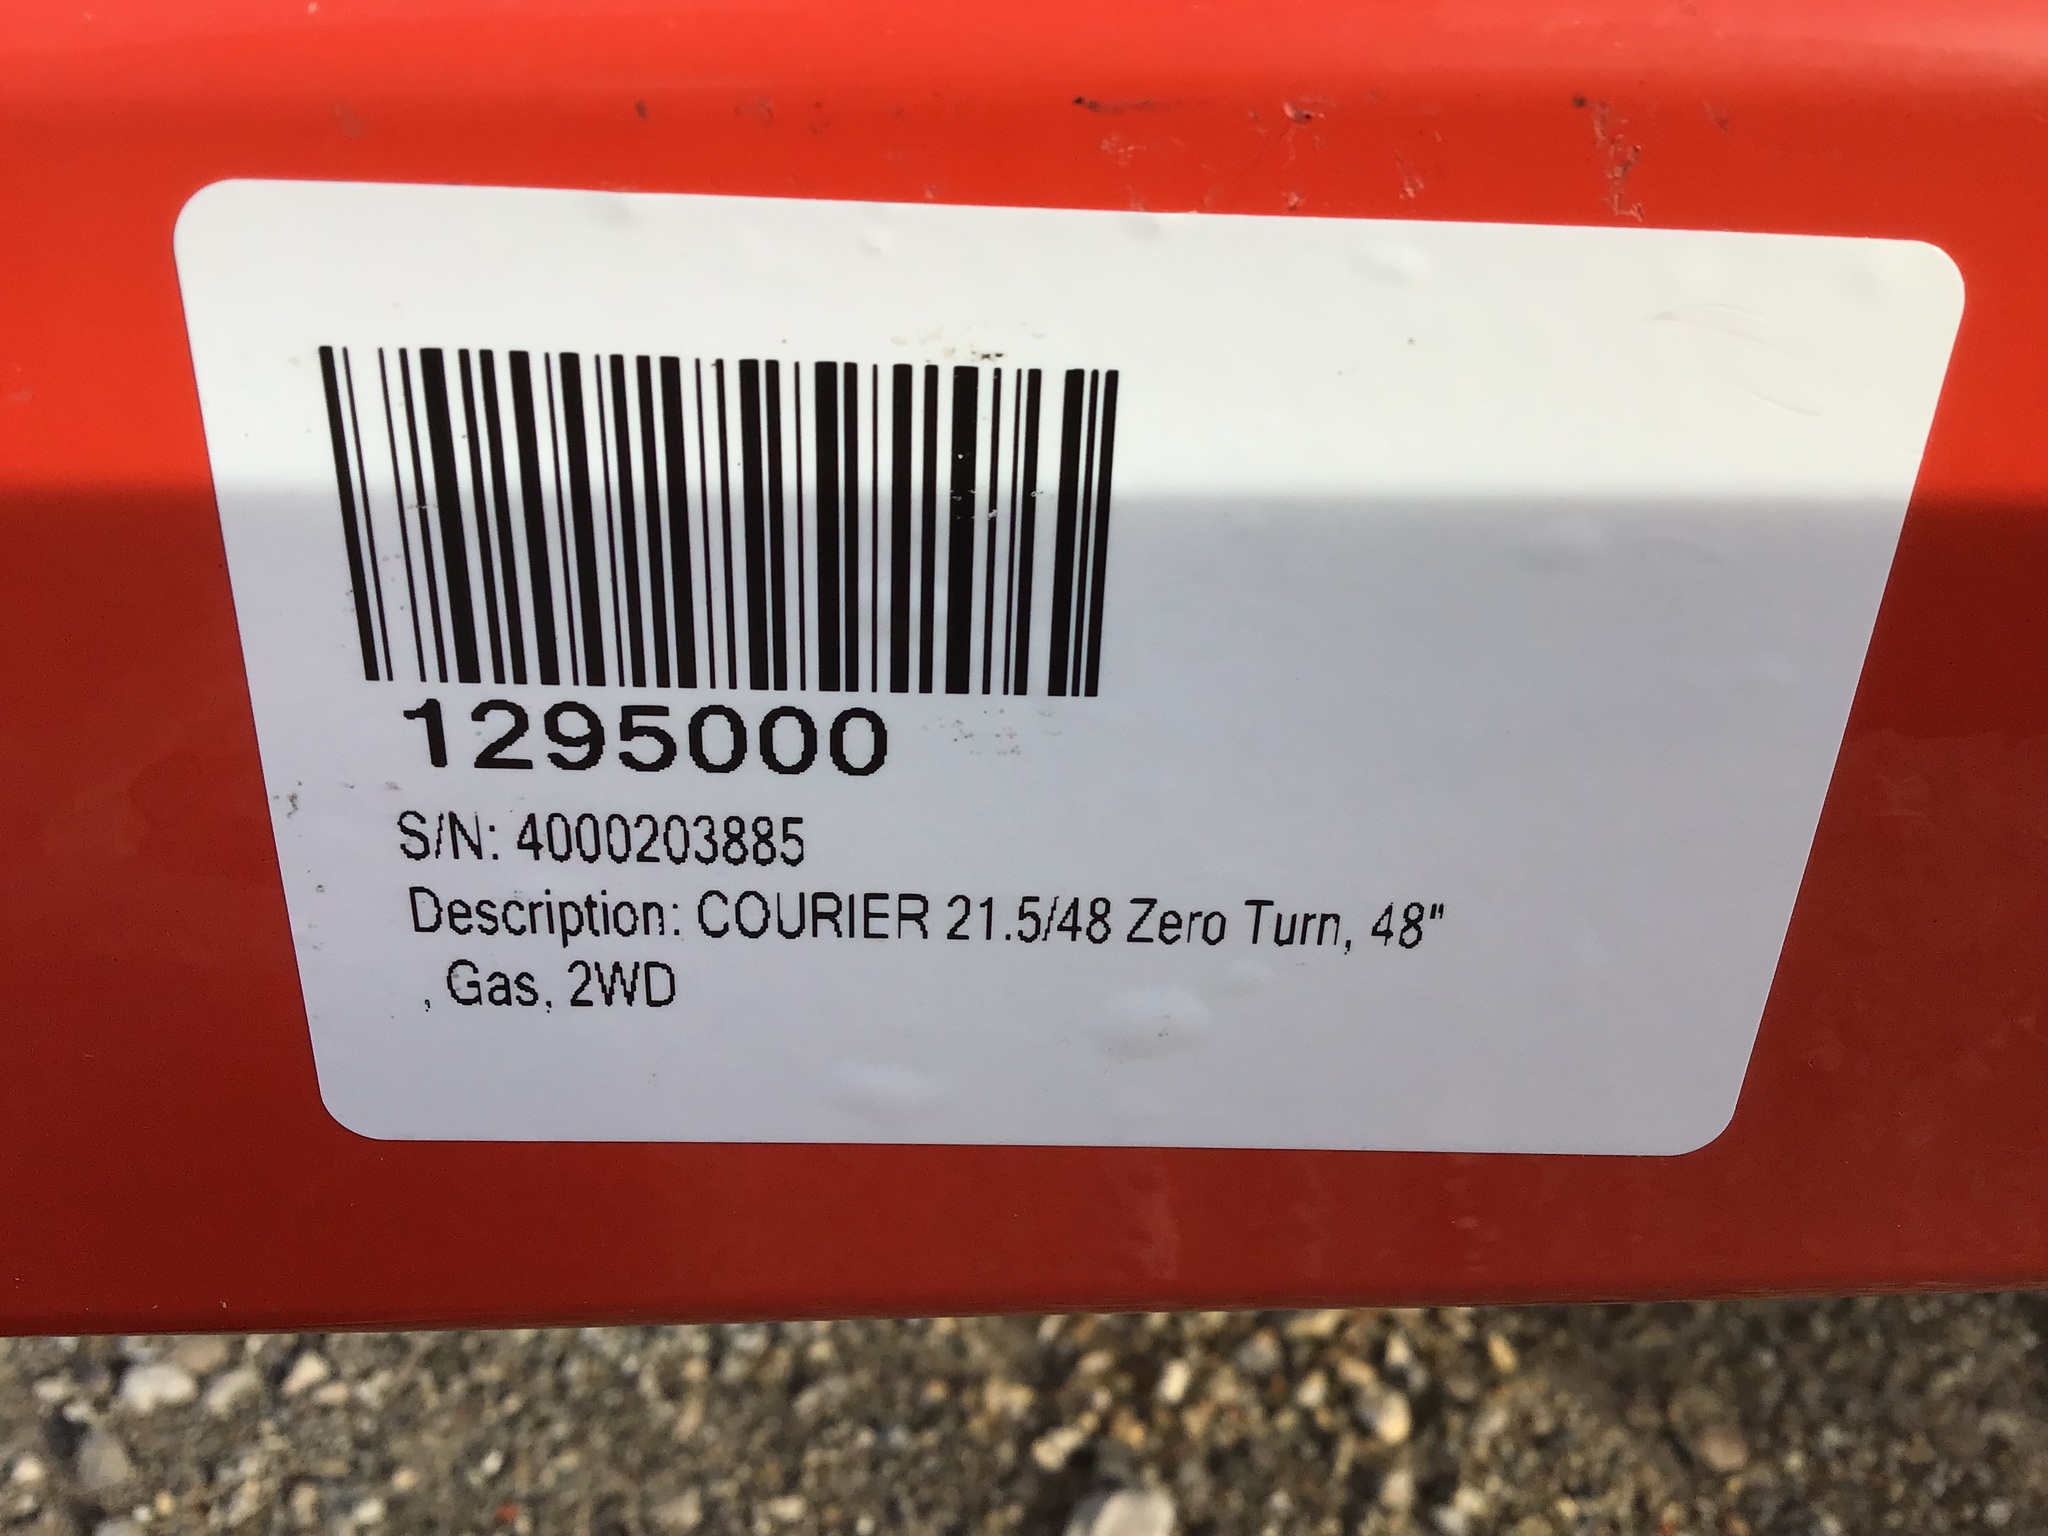 1295000
S/N: 4000203885
Description: COURIER 21.5/48 Zero Turn, 48"
, Gas, 2WD